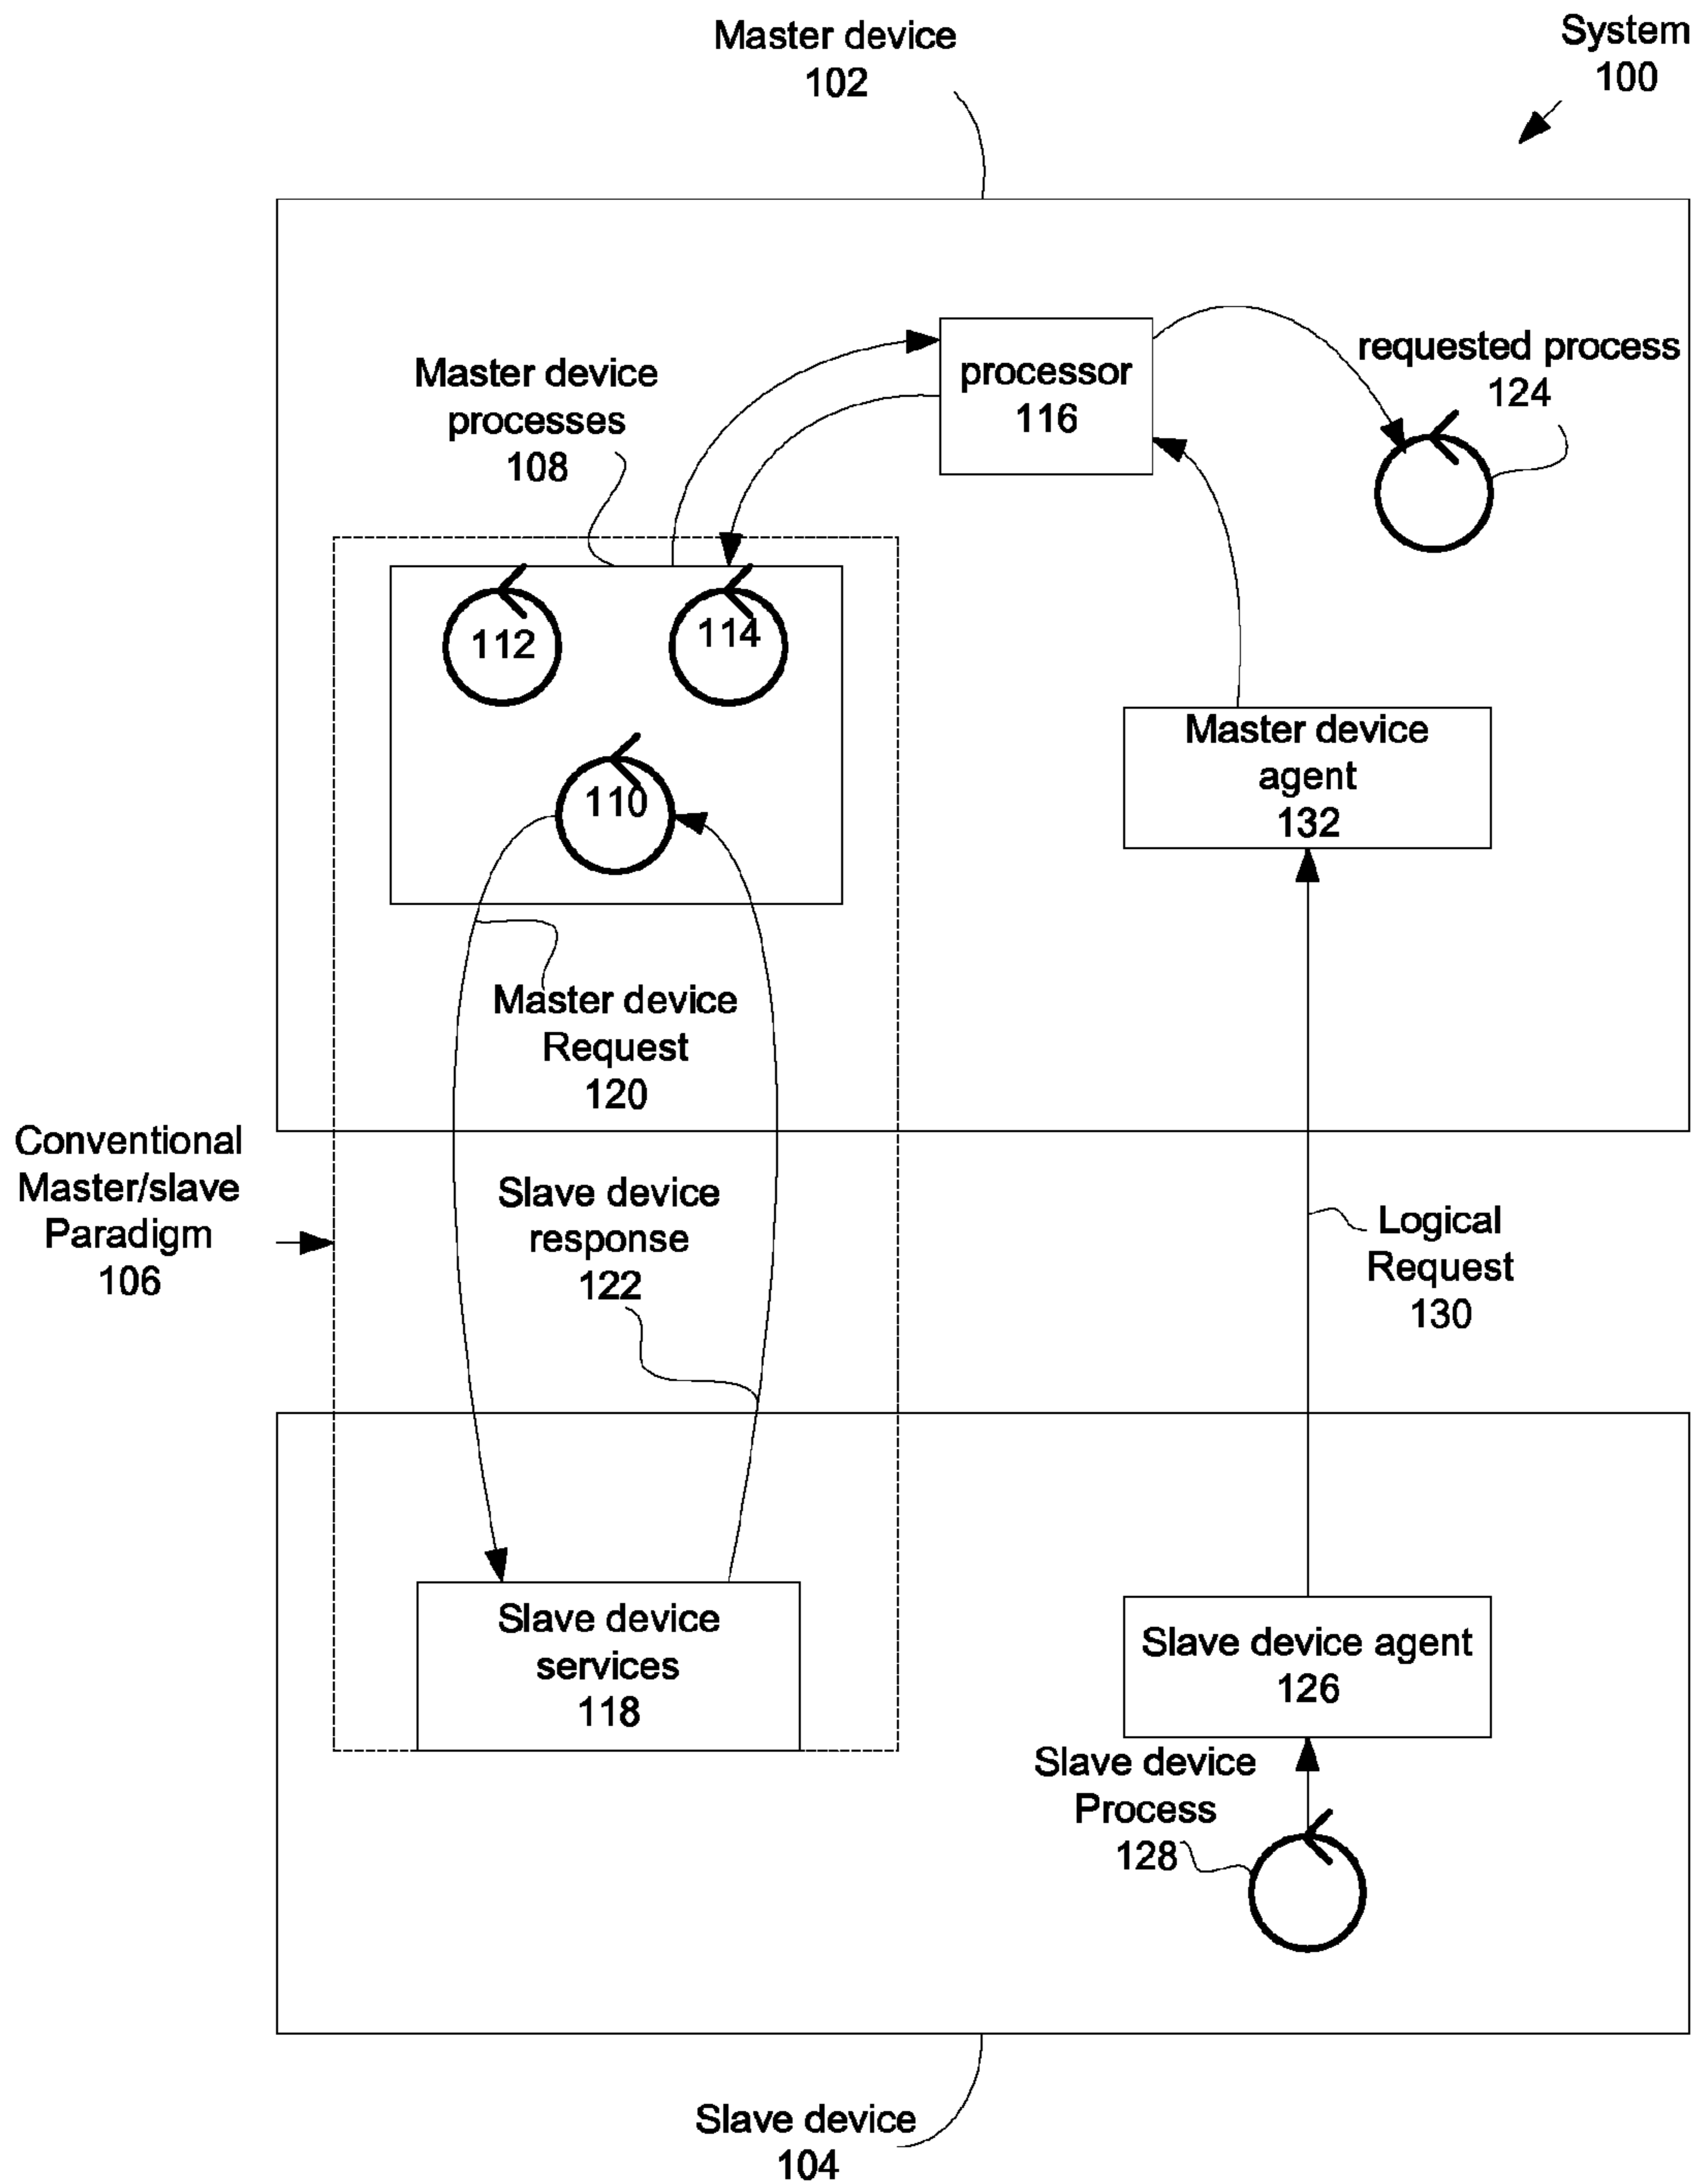 Master device
102
System
100
processor
116
requested process
124
Master device
processes
108
112
114
110
Master device
agent
132
Master device
Request
120
Conventional
Master/slave
Paradigm
106
Slave device
response
122
Logical
Request
130
Slave device
services
118
Slave device agent
126
Slave device
Process
128
Slave device
104